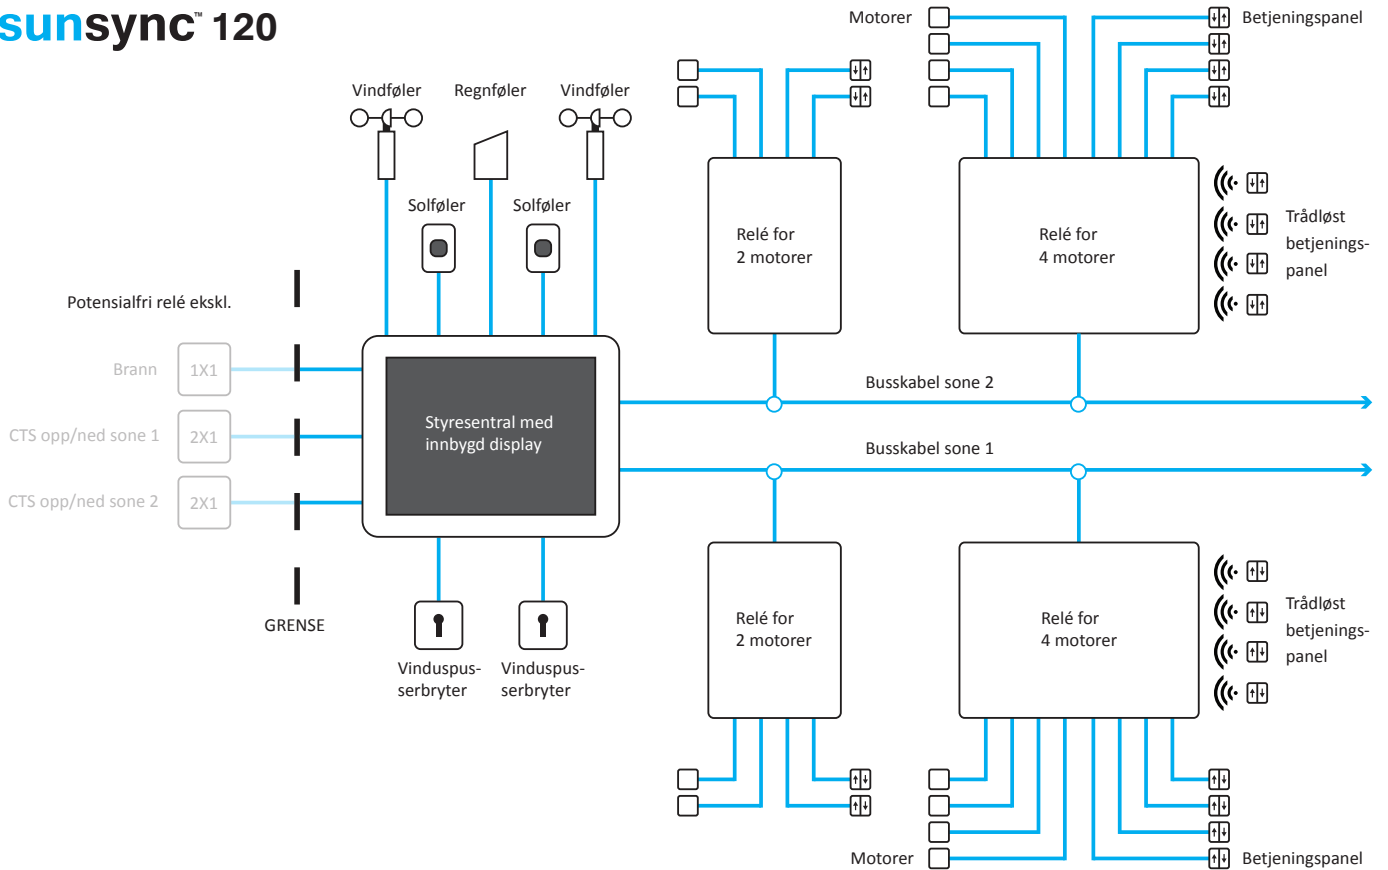 sunsync™ 120
Motorer
Betjeningspanel
Vindføler
Regnføler
Vindføler
Solføler
Solføler
Relé for
2 motorer
Relé for
4 motorer
Trådløst
betjenings-
panel
Potensialfri relé ekskl.
Brann
1X1
CTS opp/ned sone 1
2X1
CTS opp/ned sone 2
2X1
GRENSE
Styresentral med
innbygd display
Busskabel sone 2
Busskabel sone 1
Vinduspus-
serbryter
Vinduspus-
serbryter
Relé for
2 motorer
Relé for
4 motorer
Trådløst
betjenings-
panel
Motorer
Betjeningspanel